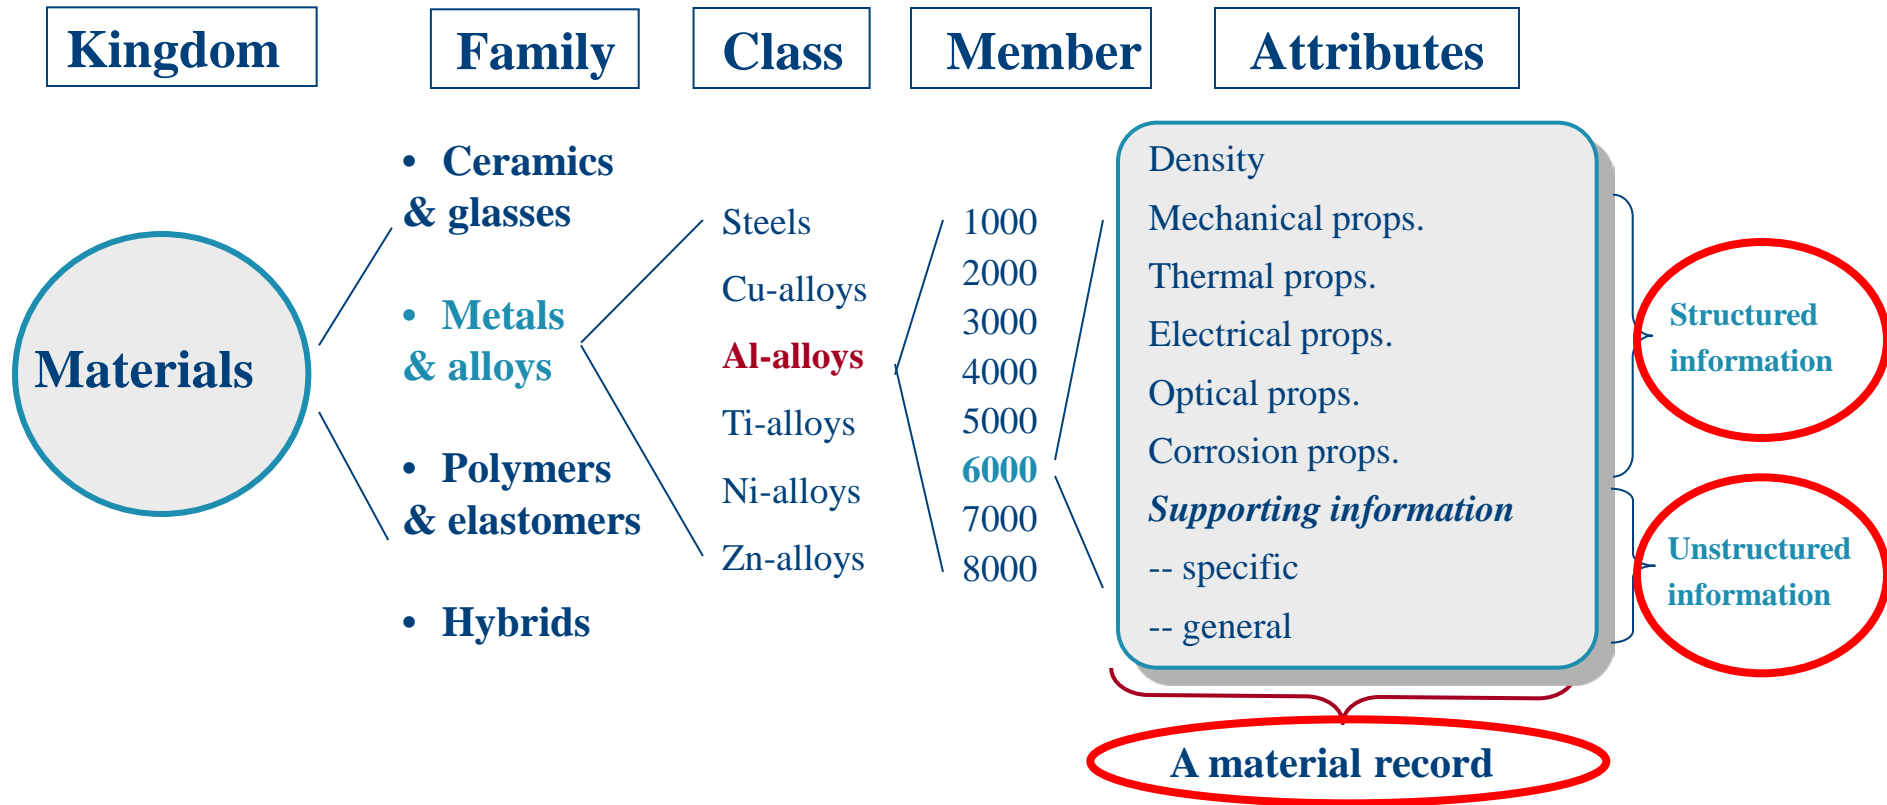 Kingdom
Family
Class
Member
Attributes
Materials
• Ceramics
& glasses
• Metals
& alloys
• Polymers
& elastomers
• Hybrids
Steels
Cu-alloys
Al-alloys
Ti-alloys
Ni-alloys
Zn-alloys
1000
2000
3000
4000
5000
6000
7000
8000
Density
Mechanical props.
Thermal props.
Electrical props.
Optical props.
Corrosion props.
Supporting information
-- specific
-- general
Structured
information
Unstructured
information
A material record